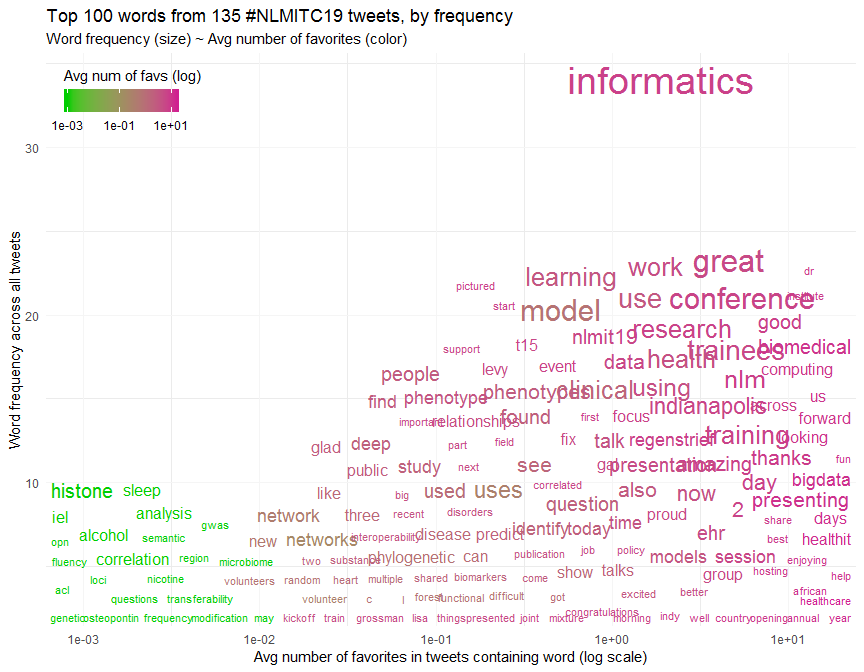 Top 100 words from 135 #NLMITC19 tweets, by frequency
Word frequency (size) ~ Avg number of favorites (color)
Avg num of favs (log)
1e-03 1e-01 1e+01
informatics
30
great
work
dr
learning
pictured
use conference institute
start model
20
good
research
nlmit19
t15
trainees biomedical
support
data health
event
computing
levy
people
nlm
clinical using
phenotypes
us
find phenotype
indianapolis across
found
first focus
forward
important relationships
training looking
talk regenstrief
fix
field
part
glad deep
thanks fun
see gal presentation amazing
public study next
day bigdata
correlated
histone sleep
like big used uses
also now
presenting
question
2
recent disorders
proud
share days
iel analysis
network three
gwas
identify today time
ehr
opn alcohol semantic
new networks interoperability disease predict
best healthit
job policy
publication
models session
fluency correlation region microbiome
two substance phylogenetic can
enjoying
show talks
group hosting help
acl loci nicotine
volunteers random heart multiple shared biomarkers come
excited better african
questions transferability
volunteer c l forest functional difficult got
healthcare
congratulations
genetic osteopontin frequency modification may kickoff train grossman lisa things presented joint mixture morning indy well country opening annual year
10
1e-03 1e-02 1e-01 1e+00 1e+01
Avg number of favorites in tweets containing word (log scale)
Word frequency across all tweets